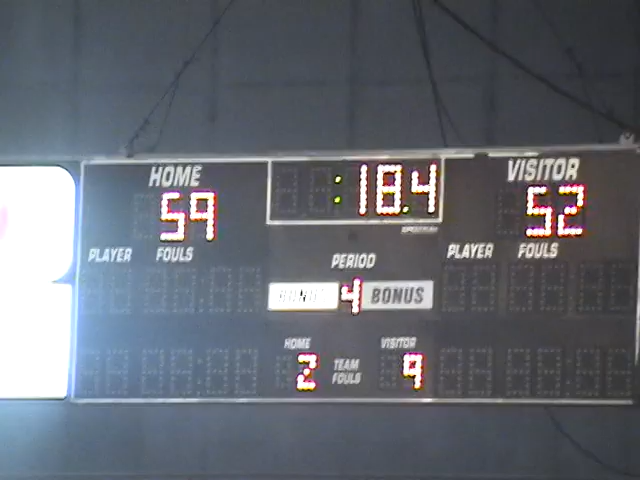 HOME :18.4 VISITOR
59 52
PLAYER FOULS PERIOD PLAYER FOULS
BONUS 4 BONUS
HOME TEAM FOULS VISITOR
2 9